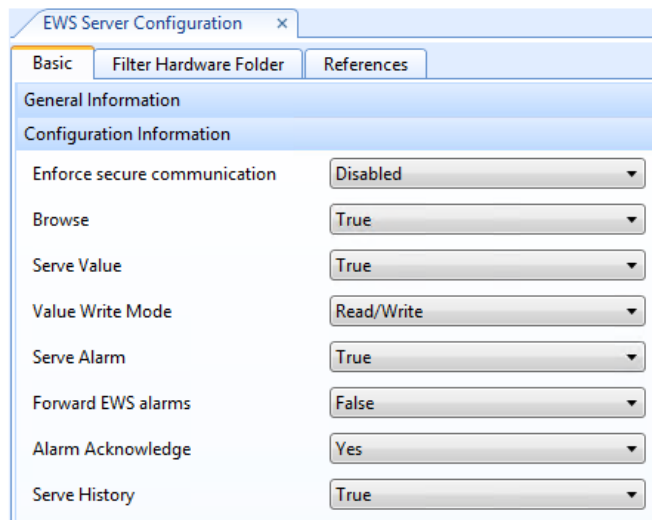 EWS Server Configuration ×
Basic Filter Hardware Folder References
General Information
Configuration Information
Enforce secure communication Disabled
Browse True
Serve Value True
Value Write Mode Read/Write
Serve Alarm True
Forward EWS alarms False
Alarm Acknowledge Yes
Serve History True